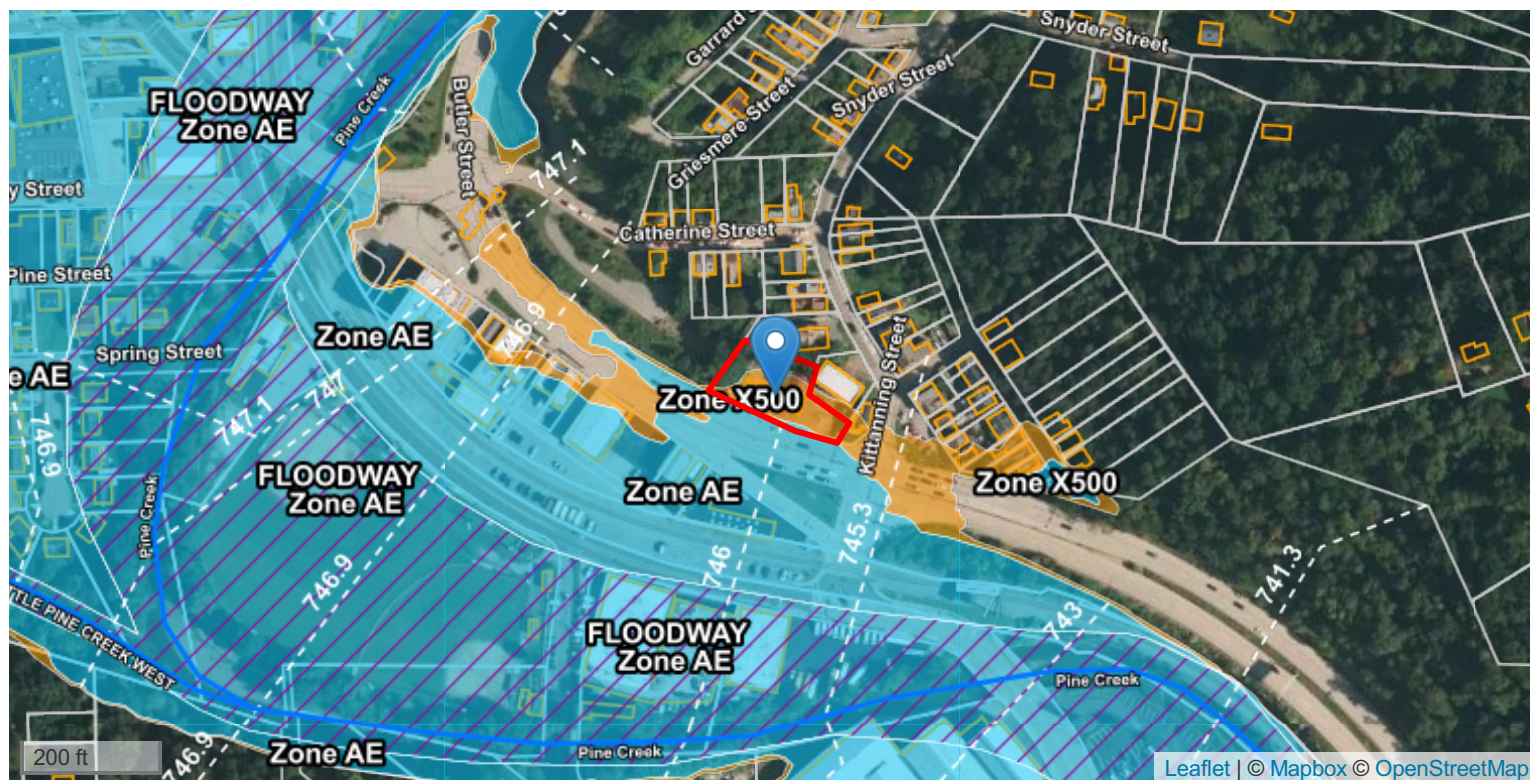 Snyder Street
Garrard
Snyder Street
Griesmere Street
Butler Street
Pine Creek
FLOODWAY
Zone AE
747.1
y Street
Catherine Street
Pine Street
746.9
Zone AE
Spring Street
e AE
747
747.1
Zone X500
Kittanning Street
746.9
FLOODWAY
Zone AE
Zone AE
Zone X500
Pine Creek
745.3
746
746.9
741.3
743
TLE PINE CREEK WEST
FLOODWAY
Zone AE
Pine Creek
Pine Creek
746.9
Zone AE
200 ft
Leaflet | © Mapbox © OpenStreetMap